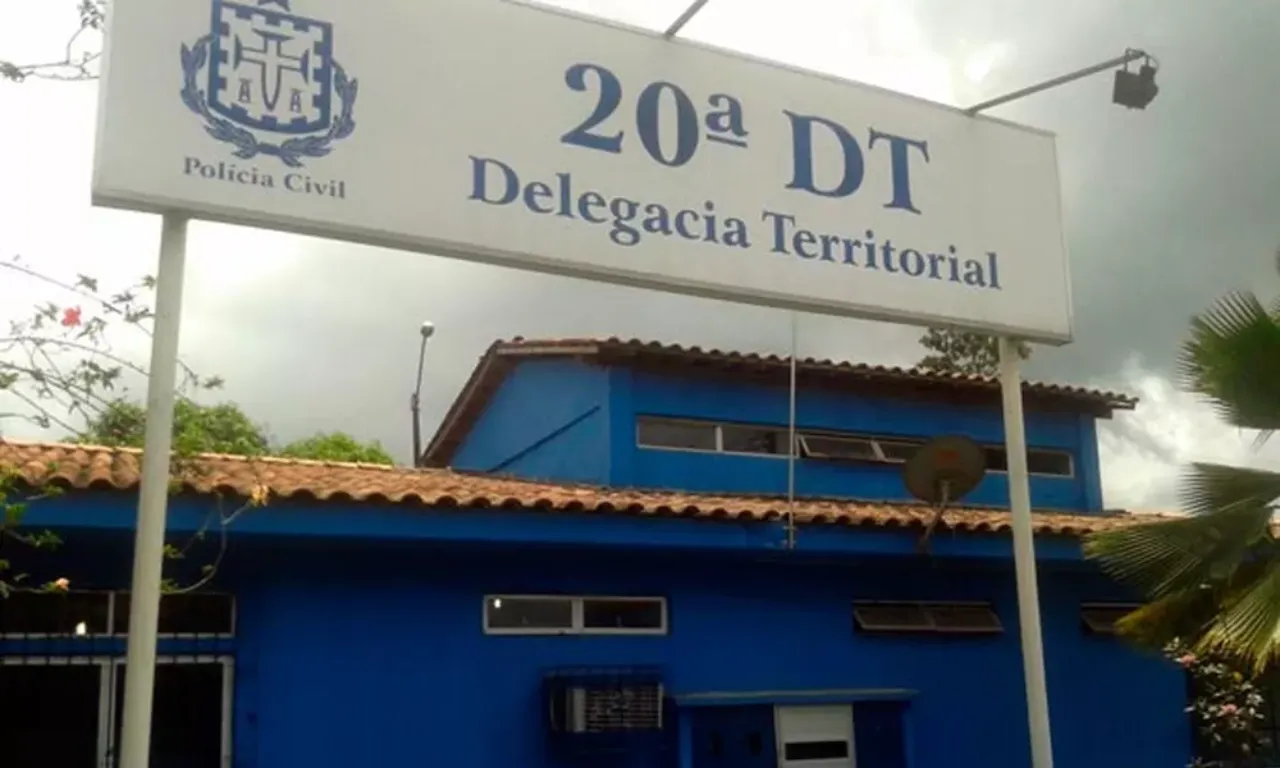 20ª DT
Delegacia Territorial
Polícia Civil